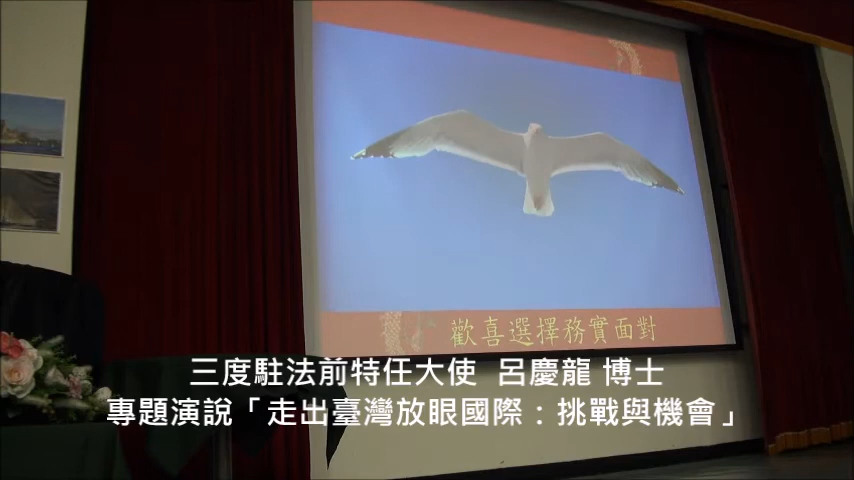 歡喜選擇務實面對
三度駐法前特任大使 呂慶龍 博士
專題演說「走出臺灣放眼國際：挑戰與機會」